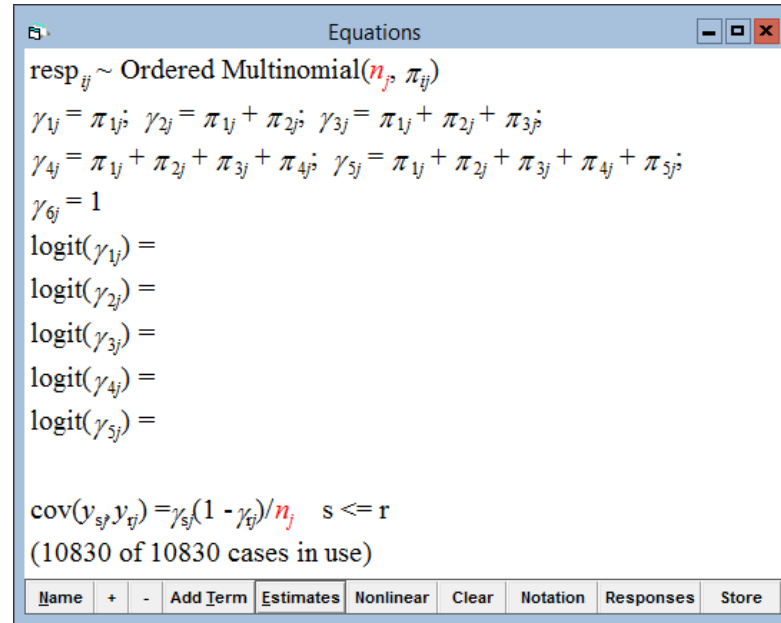 Equations
resp_ij ~ Ordered Multinomial(n_j, π_ij)
γ_1j = π_1j; γ_2j = π_1j + π_2j; γ_3j = π_1j + π_2j + π_3j;
γ_4j = π_1j + π_2j + π_3j + π_4j; γ_5j = π_1j + π_2j + π_3j + π_4j + π_5j;
γ_6j = 1
logit(γ_1j) =
logit(γ_2j) =
logit(γ_3j) =
logit(γ_4j) =
logit(γ_5j) =
cov(y_sj, y_rj) = γ_sj(1 - γ_rj)/n_j s <= r
(10830 of 10830 cases in use)
Name + - Add Term Estimates Nonlinear Clear Notation Responses Store